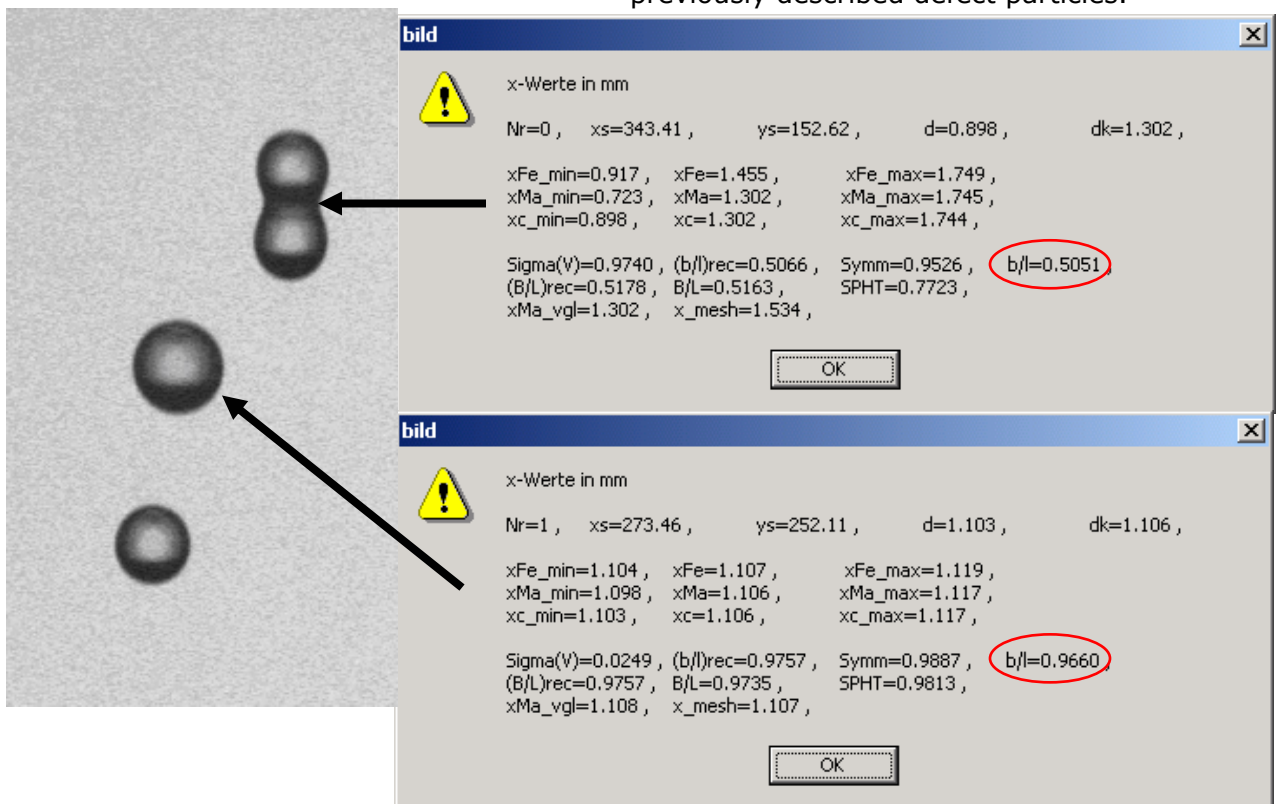 previously described defect particles.
bild
x-Werte in mm
Nr=0 , xs=343.41 , ys=152.62 , d=0.898 , dk=1.302 ,
xFe_min=0.917 , xFe=1.455 , xFe_max=1.749 ,
xMa_min=0.723 , xMa=1.302 , xMa_max=1.745 ,
xc_min=0.898 , xc=1.302 , xc_max=1.744 ,
Sigma(V)=0.9740 , (b/l)rec=0.5066 , Symm=0.9526 , b/l=0.5051 ,
(B/L)rec=0.5178 , B/L=0.5163 , SPHT=0.7723 ,
xMa_vgl=1.302 , x_mesh=1.534 ,
OK
bild
x-Werte in mm
Nr=1 , xs=273.46 , ys=252.11 , d=1.103 , dk=1.106 ,
xFe_min=1.104 , xFe=1.107 , xFe_max=1.119 ,
xMa_min=1.098 , xMa=1.106 , xMa_max=1.117 ,
xc_min=1.103 , xc=1.106 , xc_max=1.117 ,
Sigma(V)=0.0249 , (b/l)rec=0.9757 , Symm=0.9887 , b/l=0.9660 ,
(B/L)rec=0.9757 , B/L=0.9735 , SPHT=0.9813 ,
xMa_vgl=1.108 , x_mesh=1.107 ,
OK